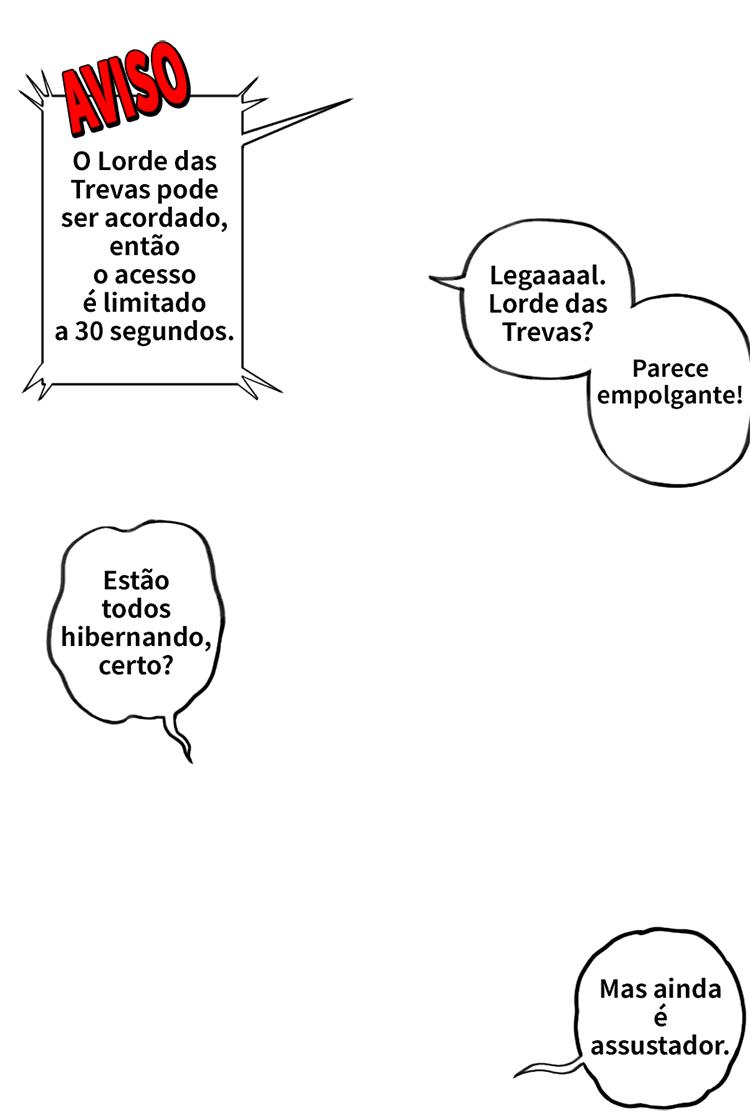 AVISO
O Lorde das
Trevas pode
ser acordado,
então
o acesso
é limitado
a 30 segundos.
Legaaaal.
Lorde das
Trevas?
Parece
empolgante!
Estão
todos
hibernando,
certo?
Mas ainda
é
assustador.